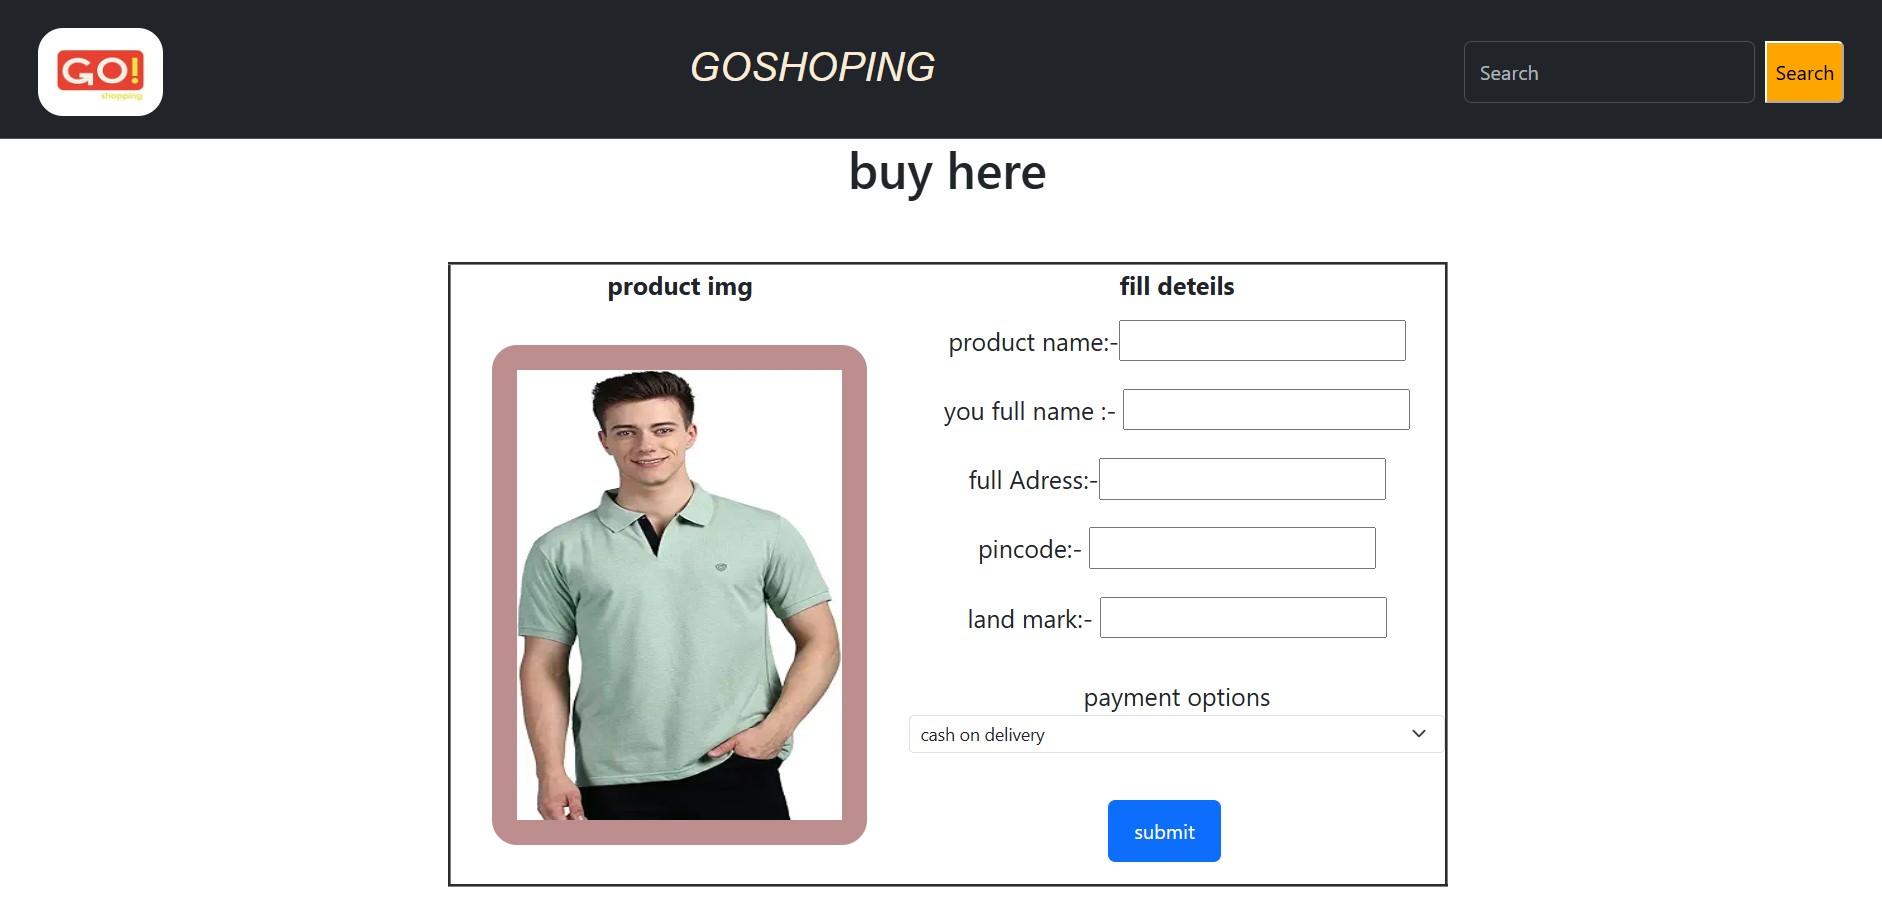 GO!
shopping
GOSHOPING
Search
Search
buy here
product img
fill deteils
product name:-
you full name :-
full Adress:-
pincode:-
land mark:-
payment options
cash on delivery
submit